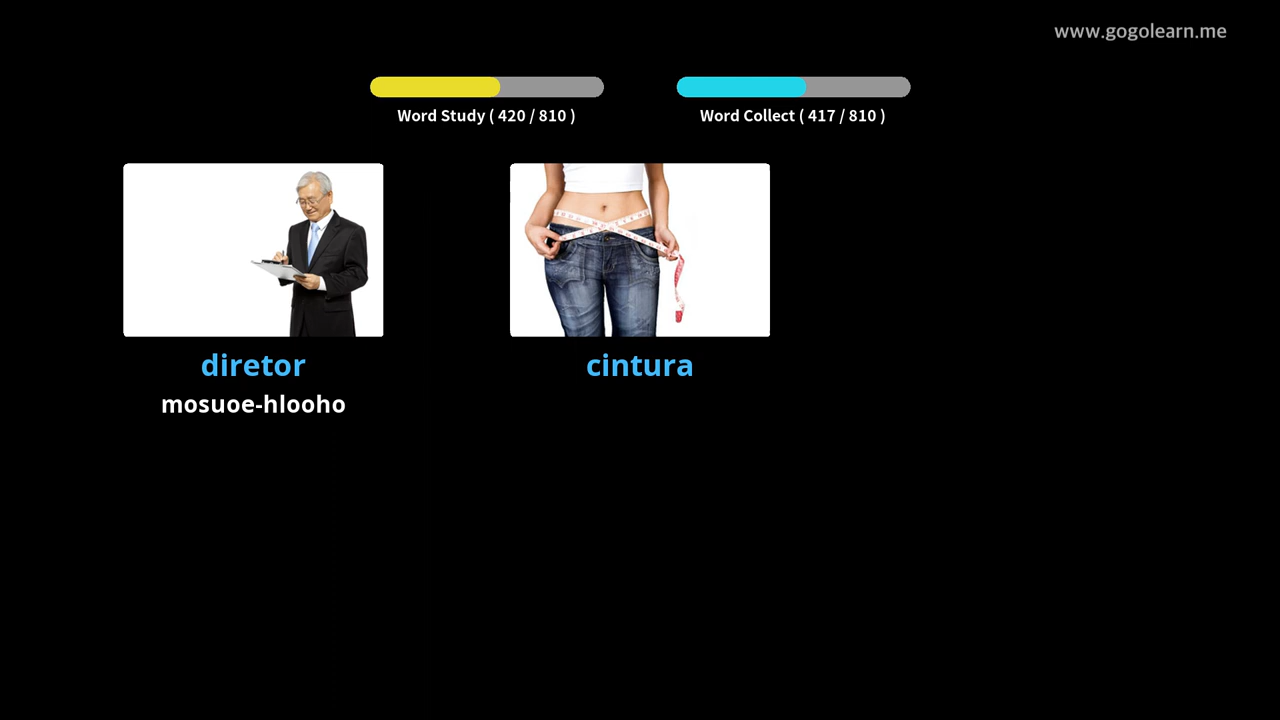 www.gogolearn.me
Word Study ( 420 / 810 )
Word Collect ( 417 / 810 )
diretor
cintura
mosuoe-hlooho